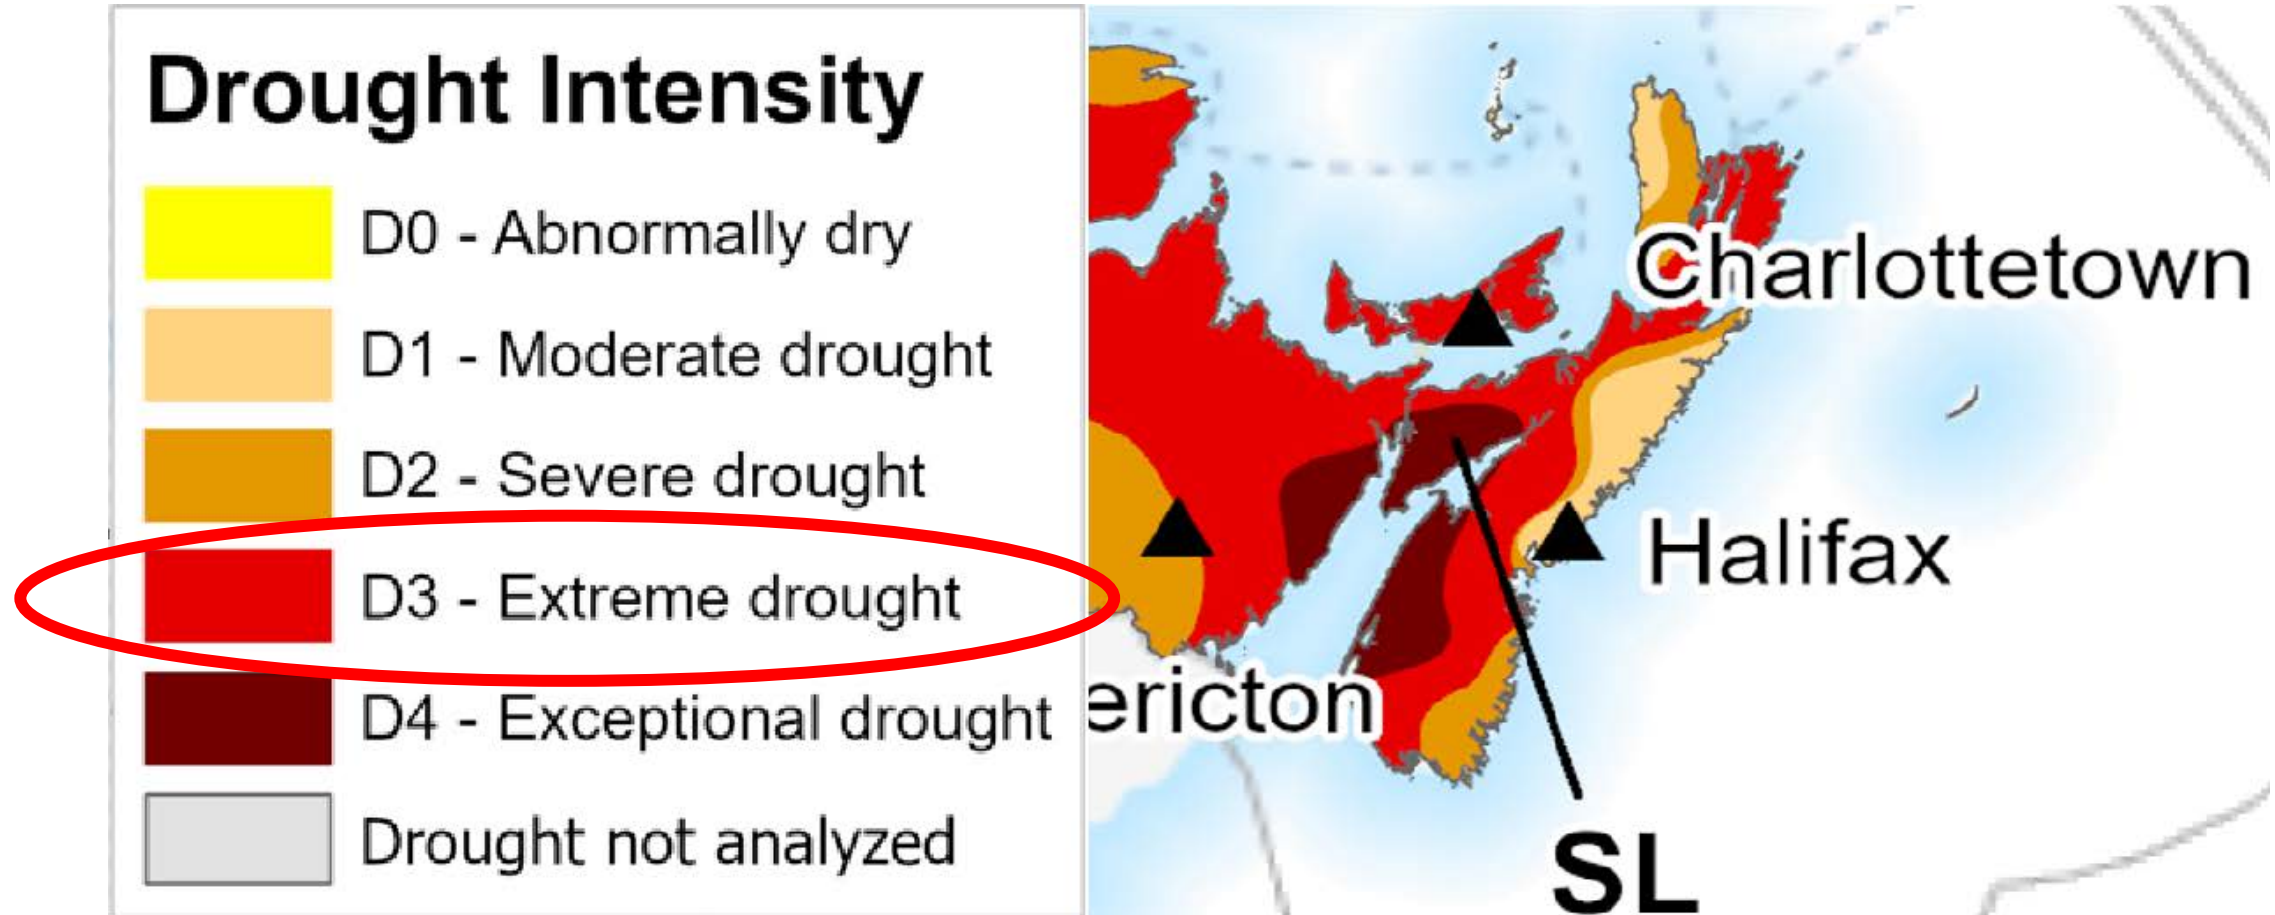 Drought Intensity
D0 - Abnormally dry
D1 - Moderate drought
D2 - Severe drought
D3 - Extreme drought
D4 - Exceptional drought
Drought not analyzed
Charlottetown
Halifax
ericton
SL